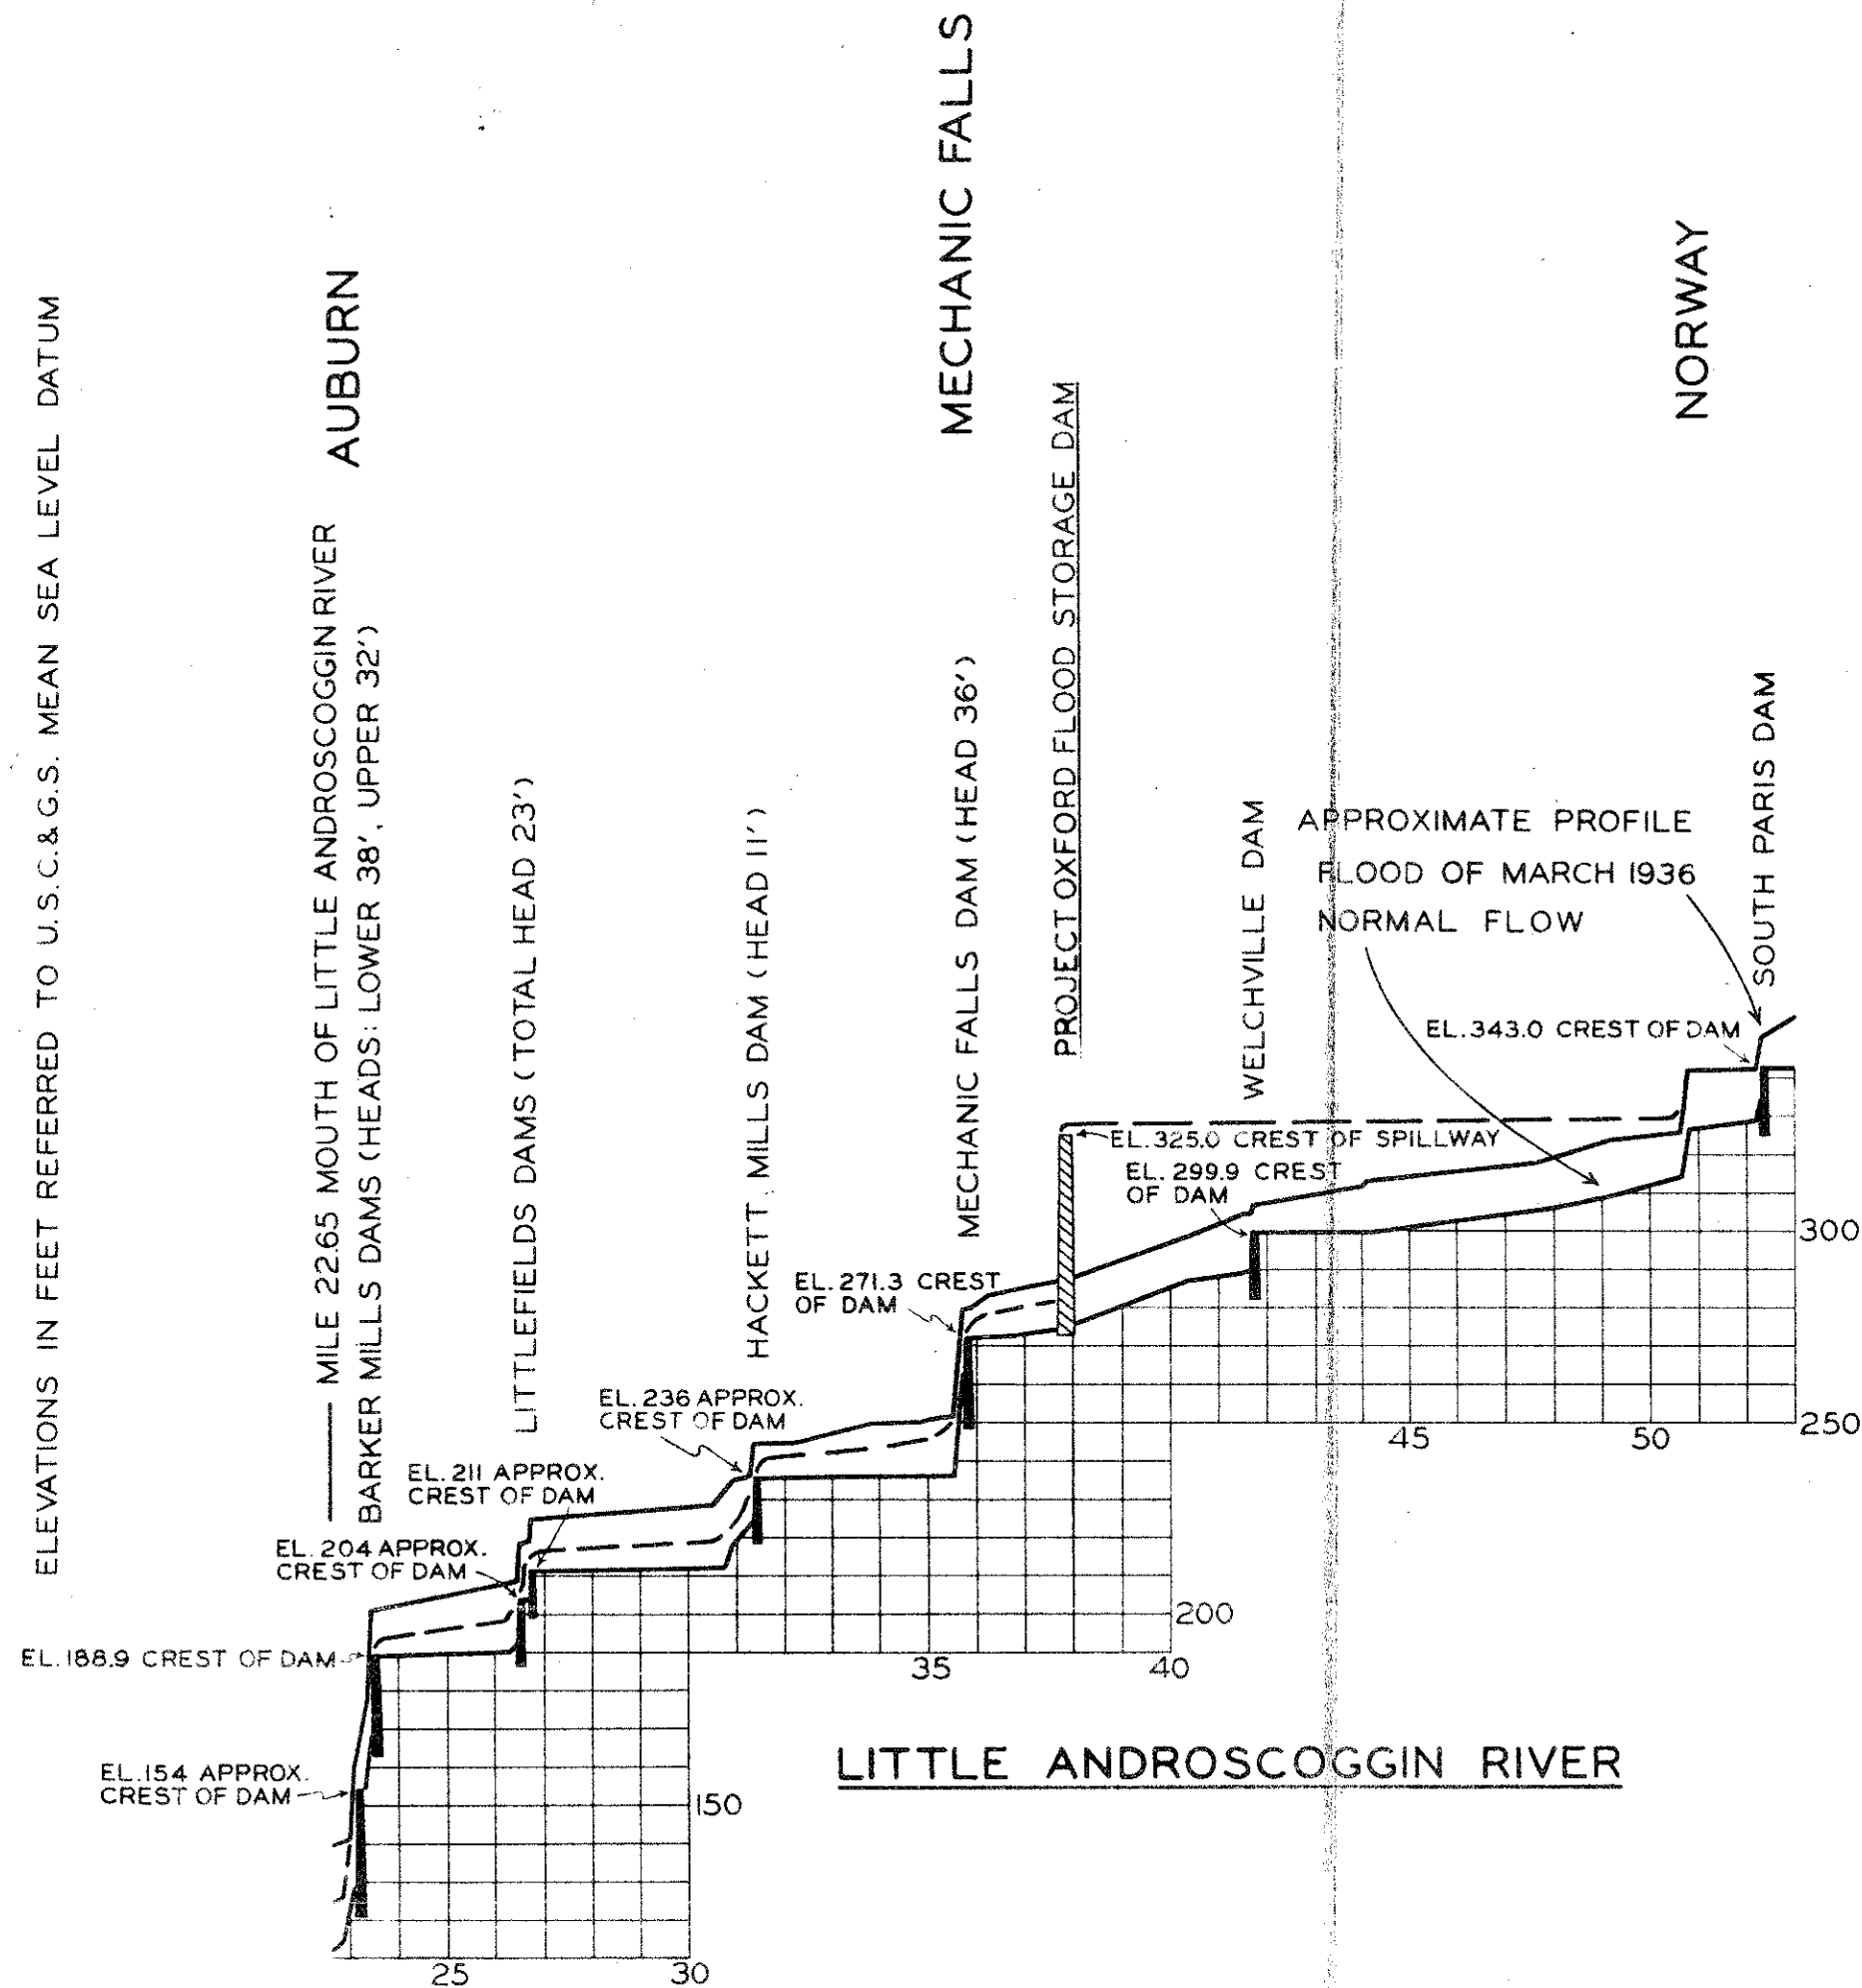 ELEVATIONS IN FEET REFERRED TO U.S.C.&G.S. MEAN SEA LEVEL DATUM
AUBURN
MILE 22.65 MOUTH OF LITTLE ANDROSCOGGIN RIVER
BARKER MILLS DAMS (HEADS: LOWER 38', UPPER 32')
LITTLEFIELDS DAMS (TOTAL HEAD 23')
HACKETT MILLS DAM (HEAD 11')
MECHANIC FALLS
MECHANIC FALLS DAM (HEAD 36')
PROJECT OXFORD FLOOD STORAGE DAM
WELCHVILLE DAM
NORWAY
SOUTH PARIS DAM
APPROXIMATE PROFILE
FLOOD OF MARCH 1936
NORMAL FLOW
EL. 343.0 CREST OF DAM
EL. 325.0 CREST OF SPILLWAY
EL. 299.9 CREST
OF DAM
300
EL. 271.3 CREST
OF DAM
250
45
50
EL. 236 APPROX.
CREST OF DAM
EL. 211 APPROX.
CREST OF DAM
EL. 204 APPROX.
CREST OF DAM
200
35
40
EL. 188.9 CREST OF DAM
EL. 154 APPROX.
CREST OF DAM
150
25
30
LITTLE ANDROSCOGGIN RIVER